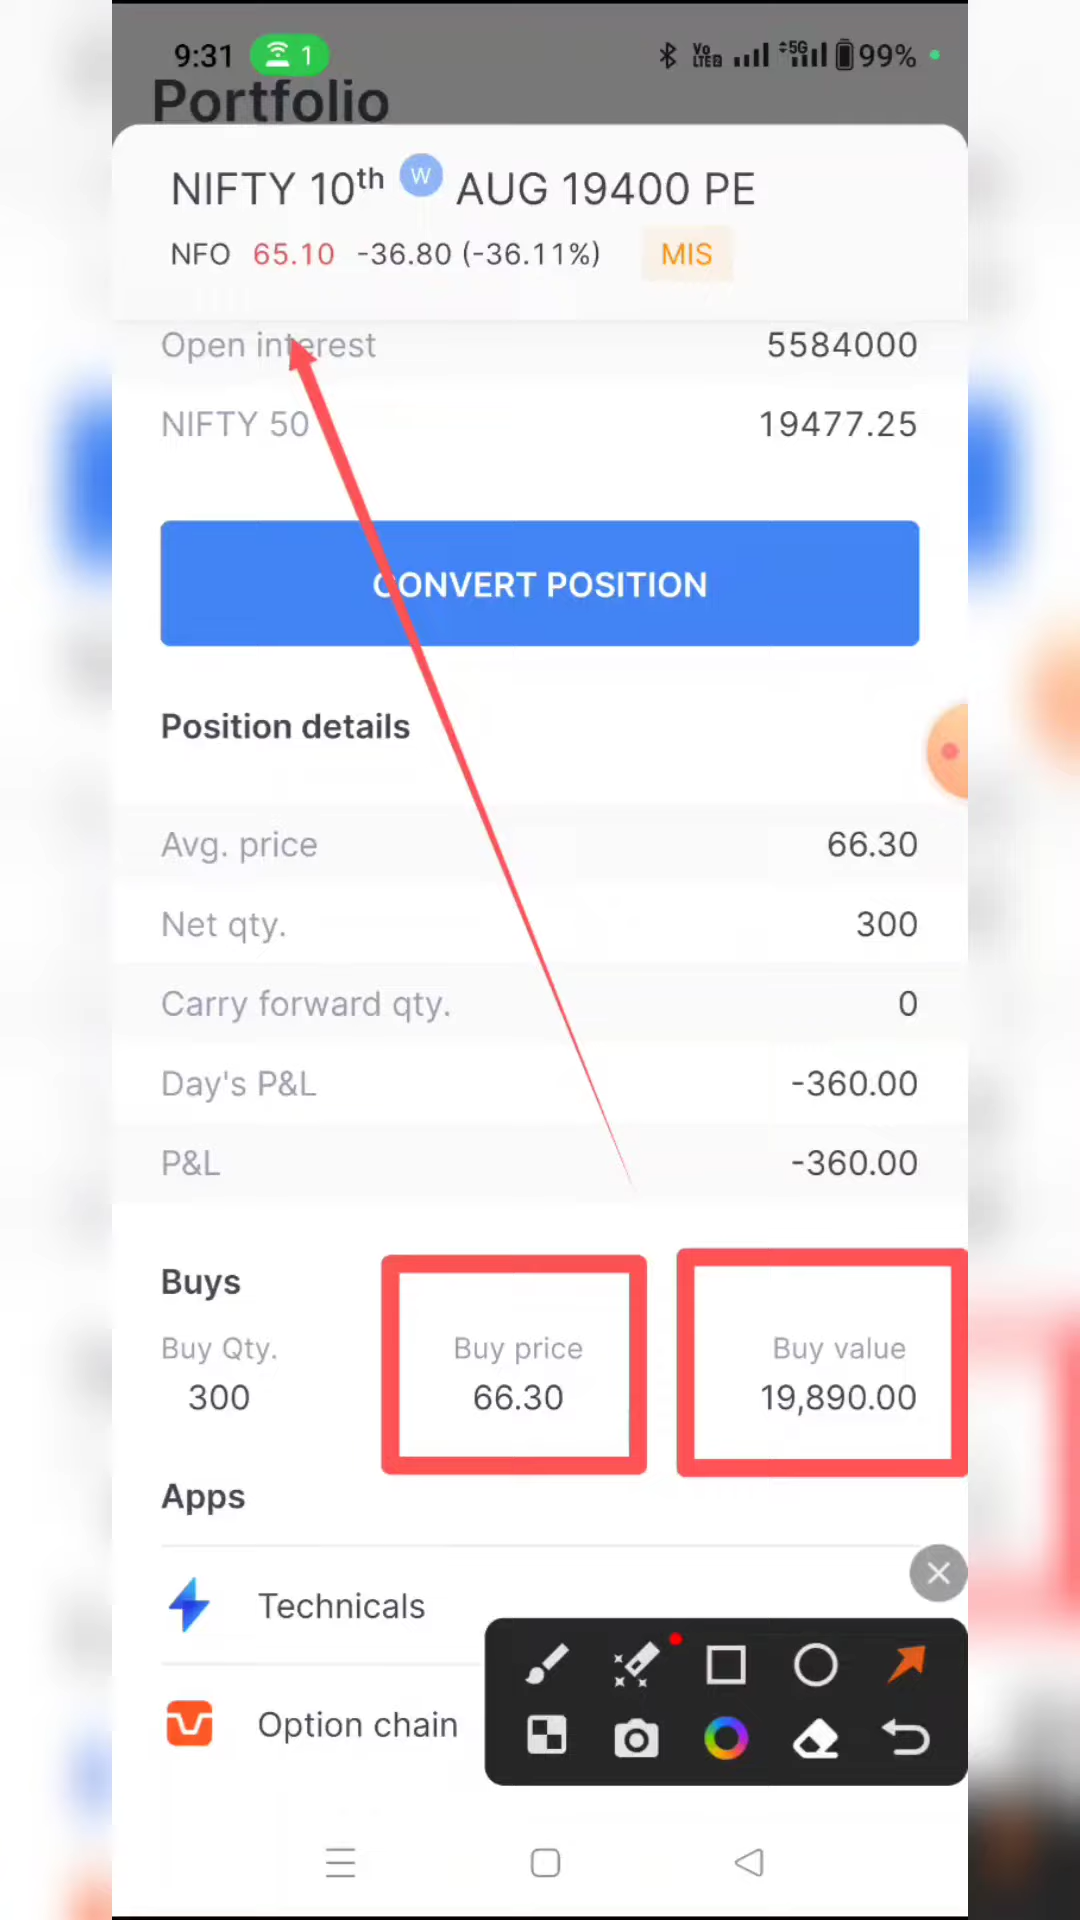 9:31 1 Vo LTE2 5G 99%
Portfolio
NIFTY 10th W AUG 19400 PE
NFO 65.10 -36.80 (-36.11%) MIS
Open interest 5584000
NIFTY 50 19477.25
CONVERT POSITION
Position details
Avg. price 66.30
Net qty. 300
Carry forward qty. 0
Day's P&L -360.00
P&L -360.00
Buys
Buy Qty. Buy price Buy value
300 66.30 19,890.00
Apps
Technicals
Option chain